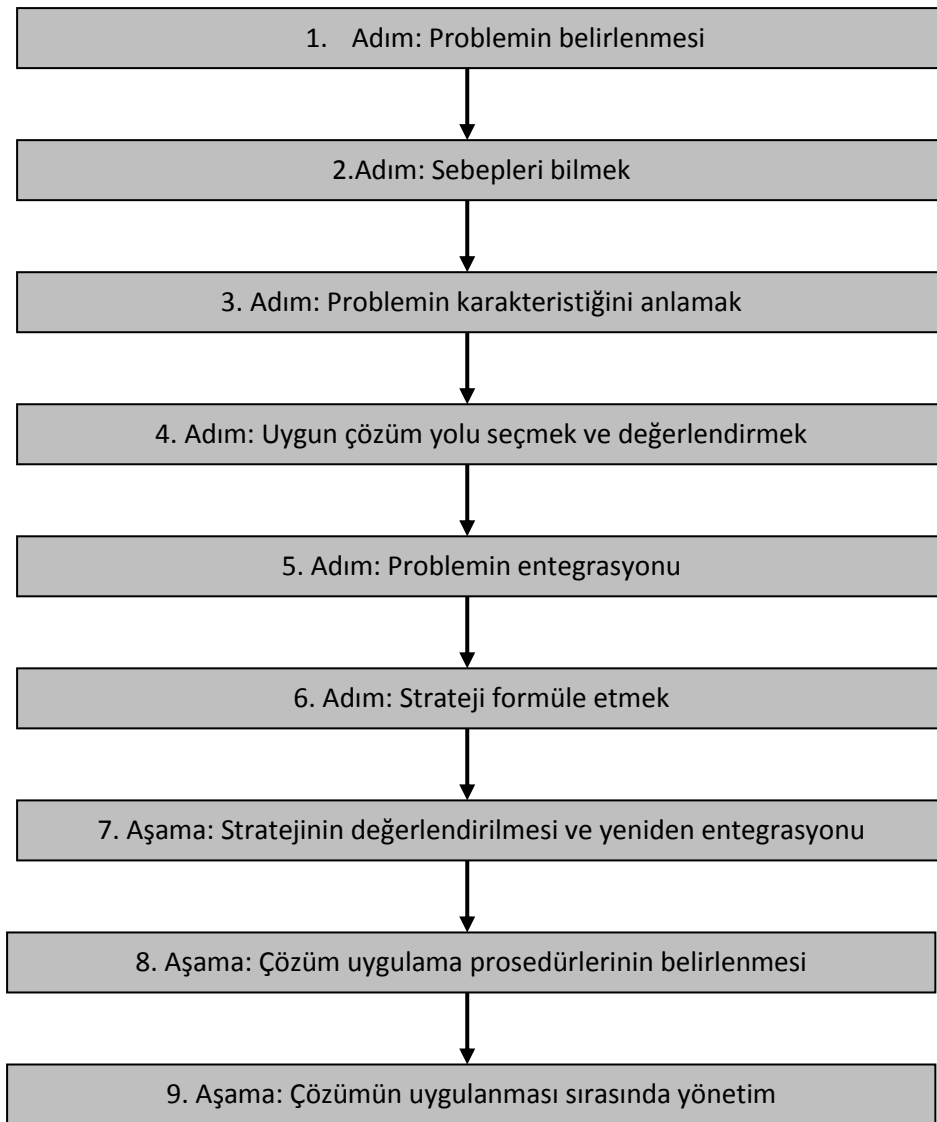 1. Adım: Problemin belirlenmesi
2.Adım: Sebepleri bilmek
3. Adım: Problemin karakteristiğini anlamak
4. Adım: Uygun çözüm yolu seçmek ve değerlendirmek
5. Adım: Problemin entegrasyonu
6. Adım: Strateji formüle etmek
7. Aşama: Stratejinin değerlendirilmesi ve yeniden entegrasyonu
8. Aşama: Çözüm uygulama prosedürlerinin belirlenmesi
9. Aşama: Çözümün uygulanması sırasında yönetim